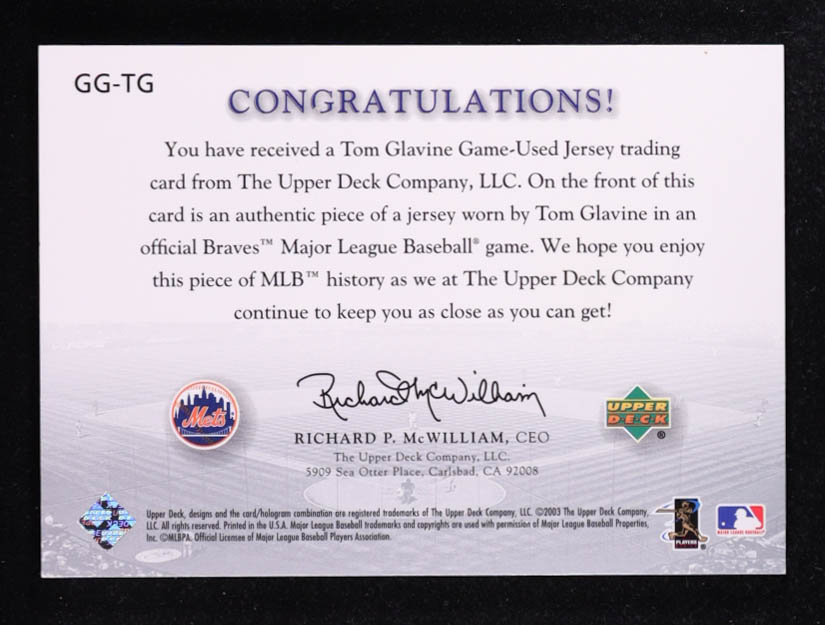 GG-TG
CONGRATULATIONS!
You have received a Tom Glavine Game-Used Jersey trading
card from The Upper Deck Company, LLC. On the front of this
card is an authentic piece of a jersey worn by Tom Glavine in an
official Braves™ Major League Baseball® game. We hope you enjoy
this piece of MLB™ history as we at The Upper Deck Company
continue to keep you as close as you can get!
Mets
Richard P. McWilliam
UPPER
DECK
®
RICHARD P. McWILLIAM, CEO
The Upper Deck Company, LLC.
5909 Sea Otter Place, Carlsbad, CA 92008
Upper Deck, designs and the card/hologram combination are registered trademarks of The Upper Deck Company, LLC. ©2003 The Upper Deck Company,
LLC. All rights reserved. Printed in the U.S.A. Major League Baseball trademarks and copyrights are used with permission of Major League Baseball Properties,
Inc. ©MLBPA. Official Licensee of Major League Baseball Players Association.
PLAYERS
®
MAJOR LEAGUE BASEBALL